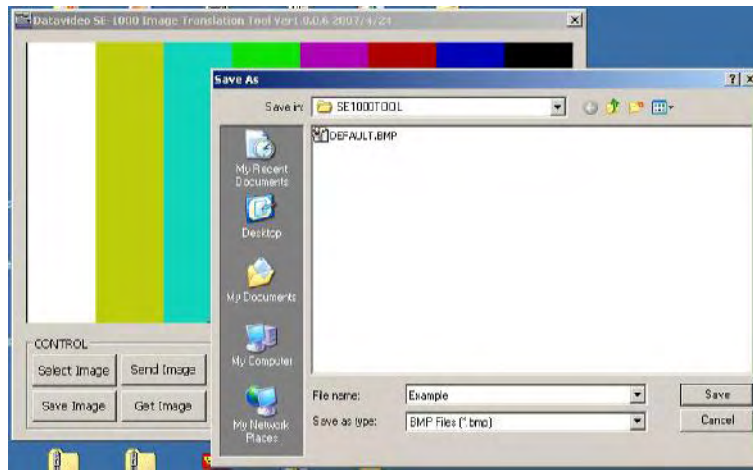 Datavideo SE-1000 Image Translation Tool Ver1.0.0.6 2007/4/24
Save As
Save in:
SE1000TOOL
DEFAULT.BMP
My Recent
Documents
Desktop
My Documents
My Computer
My Network
Places
CONTROL
Select Image
Send Image
Save Image
Get Image
File name:
Example
Save
Save as type:
BMP Files (*.bmp)
Cancel